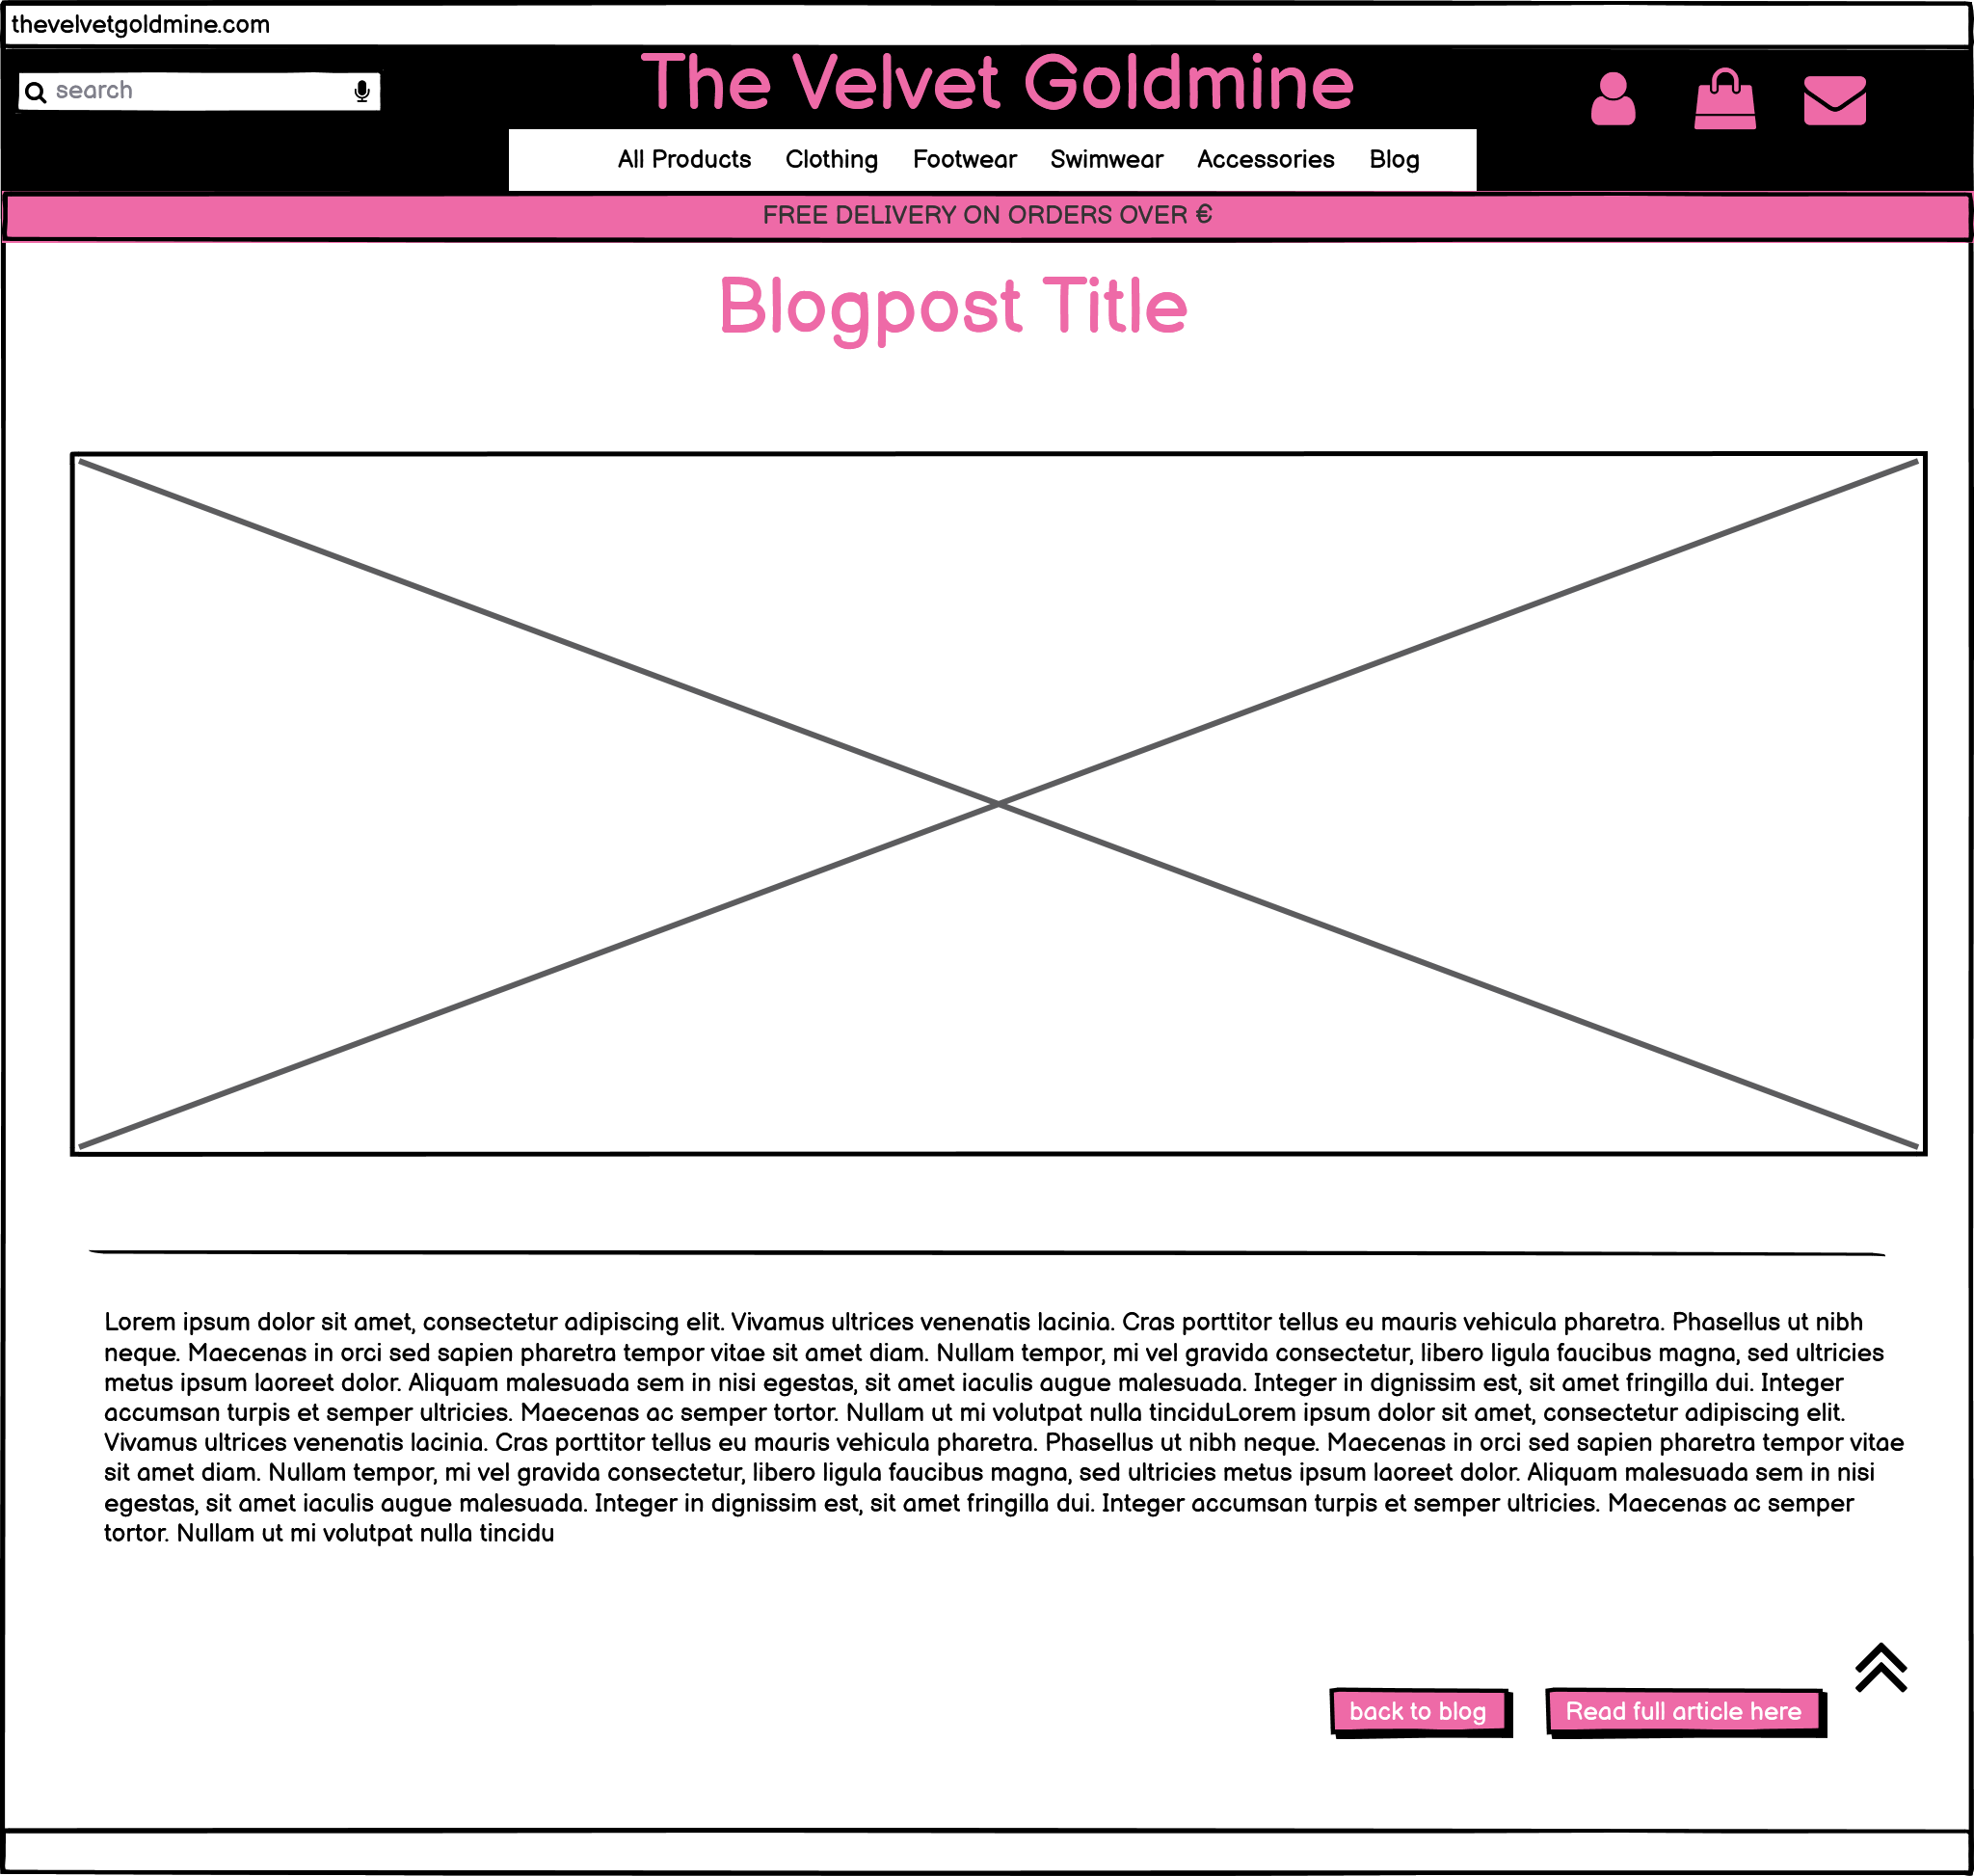 thevelvetgoldmine.com
The Velvet Goldmine
search
All Products Clothing Footwear Swimwear Accessories Blog
FREE DELIVERY ON ORDERS OVER €
Blogpost Title
Lorem ipsum dolor sit amet, consectetur adipiscing elit. Vivamus ultrices venenatis lacinia. Cras porttitor tellus eu mauris vehicula pharetra. Phasellus ut nibh
neque. Maecenas in orci sed sapien pharetra tempor vitae sit amet diam. Nullam tempor, mi vel gravida consectetur, libero ligula faucibus magna, sed ultricies
metus ipsum laoreet dolor. Aliquam malesuada sem in nisi egestas, sit amet iaculis augue malesuada. Integer in dignissim est, sit amet fringilla dui. Integer
accumsan turpis et semper ultricies. Maecenas ac semper tortor. Nullam ut mi volutpat nulla tinciduLorem ipsum dolor sit amet, consectetur adipiscing elit.
Vivamus ultrices venenatis lacinia. Cras porttitor tellus eu mauris vehicula pharetra. Phasellus ut nibh neque. Maecenas in orci sed sapien pharetra tempor vitae
sit amet diam. Nullam tempor, mi vel gravida consectetur, libero ligula faucibus magna, sed ultricies metus ipsum laoreet dolor. Aliquam malesuada sem in nisi
egestas, sit amet iaculis augue malesuada. Integer in dignissim est, sit amet fringilla dui. Integer accumsan turpis et semper ultricies. Maecenas ac semper
tortor. Nullam ut mi volutpat nulla tincidu
back to blog Read full article here